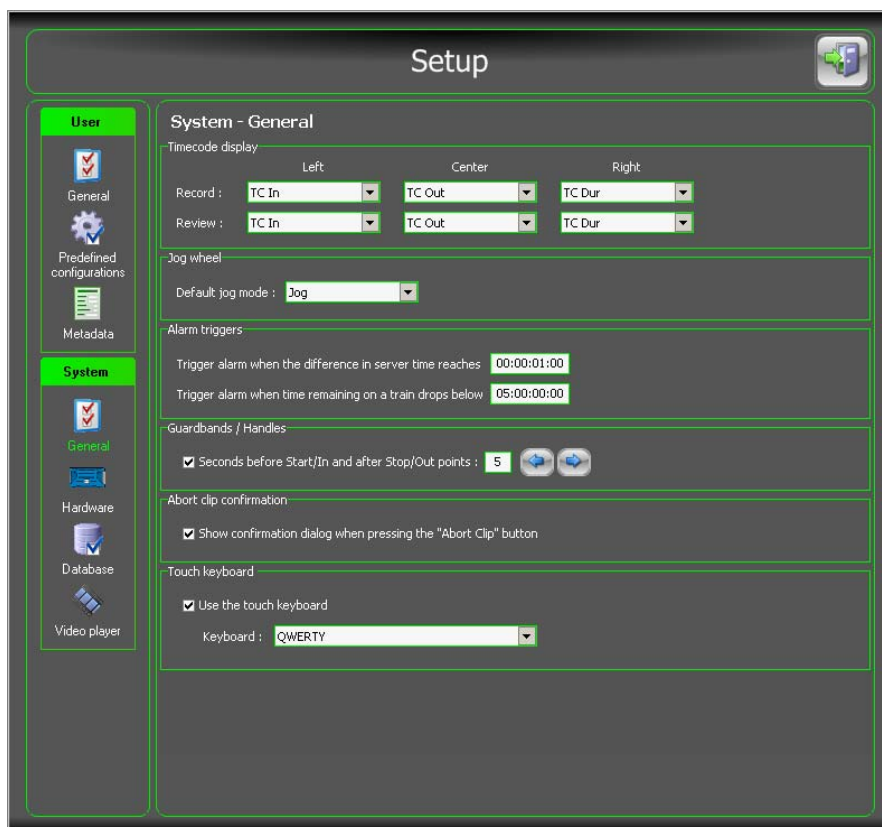 Setup
User
General
Predefined
configurations
Metadata
System
General
Hardware
Database
Video player
System - General
Timecode display
Left Center Right
Record : TC In TC Out TC Dur
Review : TC In TC Out TC Dur
Jog wheel
Default jog mode : Jog
Alarm triggers
Trigger alarm when the difference in server time reaches 00:00:01:00
Trigger alarm when time remaining on a train drops below 05:00:00:00
Guardbands / Handles
Seconds before Start/In and after Stop/Out points : 5
Abort clip confirmation
Show confirmation dialog when pressing the "Abort Clip" button
Touch keyboard
Use the touch keyboard
Keyboard : QWERTY